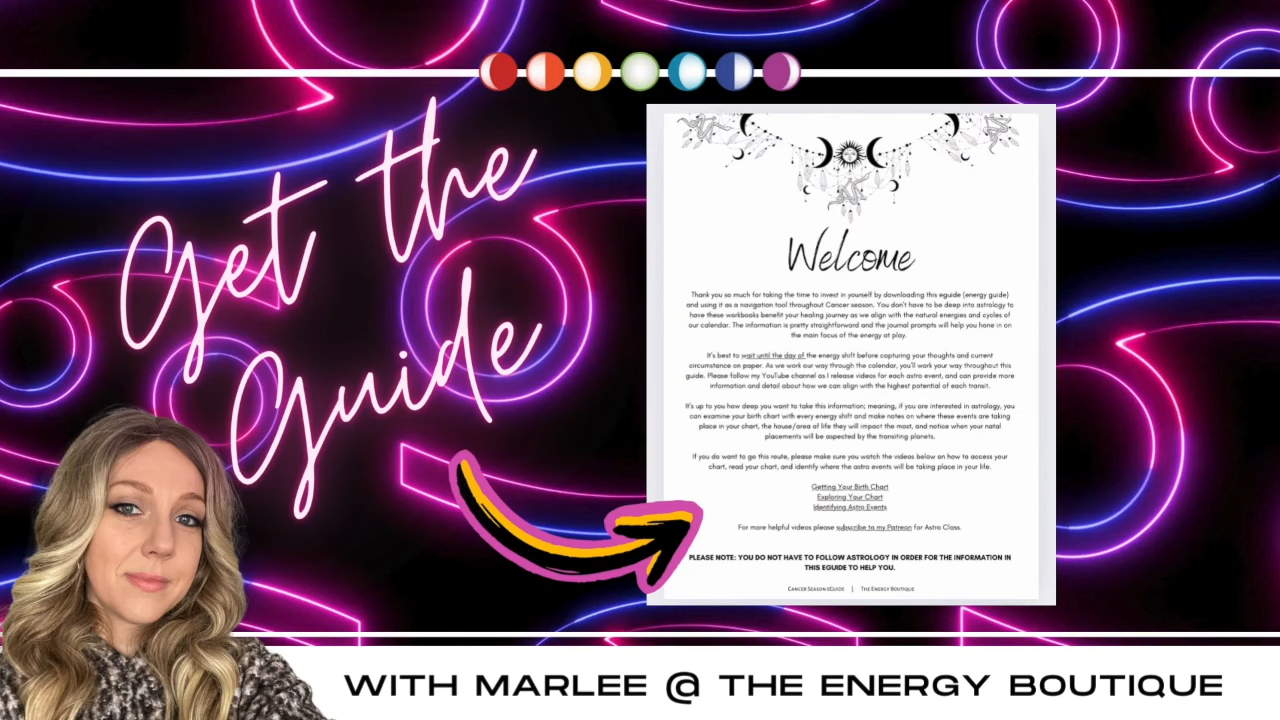 Get the
Guide
Welcome
Thank you so much for taking the time to invest in yourself by downloading this eguide (energy guide)
and using it as a navigation tool throughout Cancer season. You don't have to be deep into astrology to
have these workbooks benefit your healing journey as we align with the natural energies and cycles of
our calendar. The information is pretty straightforward and the journal prompts will help you hone in on
the main focus of the energy at play.
It's best to wait until the day of the energy shift before capturing your thoughts and current
circumstance on paper. As we work our way through the calendar, you'll work your way throughout this
guide. Please follow my YouTube channel as I release videos for each astro event, and can provide more
information and detail about how we can align with the highest potential of each transit.
It's up to you how deep you want to take this information; meaning, if you are interested in astrology, you
can examine your birth chart with every energy shift and make notes on where these events are taking
place in your chart, the house/area of life they will impact the most, and notice when your natal
placements will be aspected by the transiting planets.
If you do want to go this route, please make sure you watch the videos below on how to access your
chart, read your chart, and identify where the astro events will be taking place in your life.
Getting Your Birth Chart
Exploring Your Chart
Identifying Astro Events
For more helpful videos please subscribe to my Patreon for Astro Class.
PLEASE NOTE: YOU DO NOT HAVE TO FOLLOW ASTROLOGY IN ORDER FOR THE INFORMATION IN
THIS EGUIDE TO HELP YOU.
Cancer Season eGuide | The Energy Boutique
WITH MARLEE @ THE ENERGY BOUTIQUE